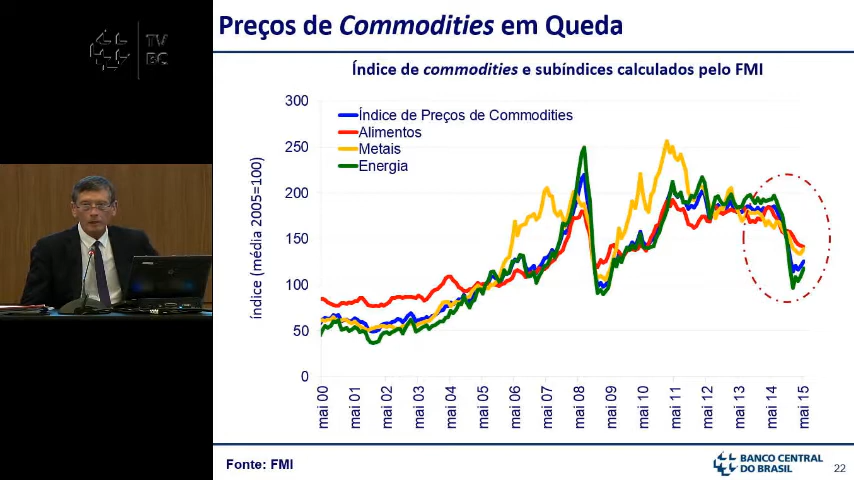 TV
BC
Preços de Commodities em Queda
Índice de commodities e subíndices calculados pelo FMI
índice (média 2005=100)
300
250
200
150
100
50
0
Índice de Preços de Commodities
Alimentos
Metais
Energia
mai 00
mai 01
mai 02
mai 03
mai 04
mai 05
mai 06
mai 07
mai 08
mai 09
mai 10
mai 11
mai 12
mai 13
mai 14
mai 15
Fonte: FMI
BANCO CENTRAL
DO BRASIL
22